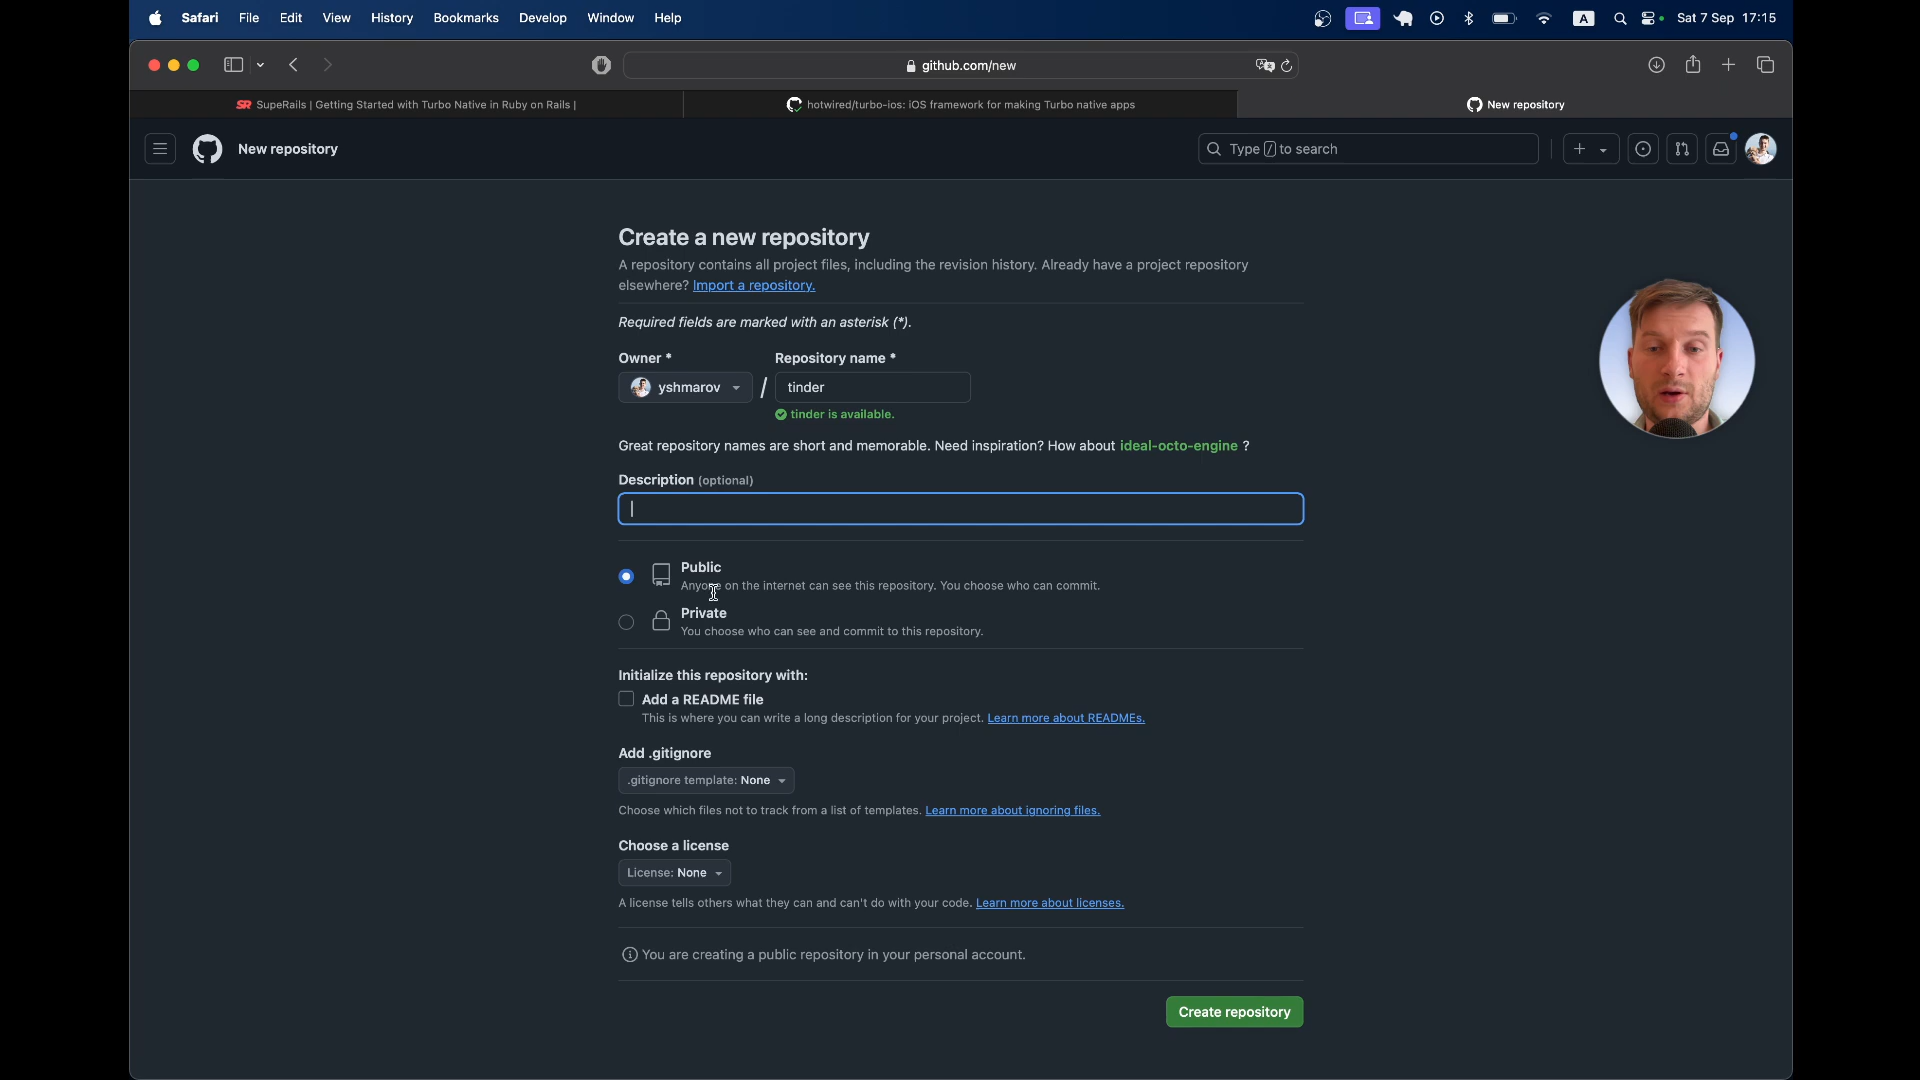 Safari File Edit View History Bookmarks Develop Window Help
A
Sat 7 Sep 17:15
github.com/new
SR SupeRails | Getting Started with Turbo Native in Ruby on Rails |
hotwired/turbo-ios: iOS framework for making Turbo native apps
New repository
New repository
Type / to search
Create a new repository
A repository contains all project files, including the revision history. Already have a project repository
elsewhere? Import a repository.
Required fields are marked with an asterisk (*).
Owner *
Repository name *
yshmarov
/
tinder
tinder is available.
Great repository names are short and memorable. Need inspiration? How about ideal-octo-engine ?
Description (optional)
Public
Anyone on the internet can see this repository. You choose who can commit.
Private
You choose who can see and commit to this repository.
Initialize this repository with:
Add a README file
This is where you can write a long description for your project. Learn more about READMEs.
Add .gitignore
.gitignore template: None
Choose which files not to track from a list of templates. Learn more about ignoring files.
Choose a license
License: None
A license tells others what they can and can't do with your code. Learn more about licenses.
You are creating a public repository in your personal account.
Create repository